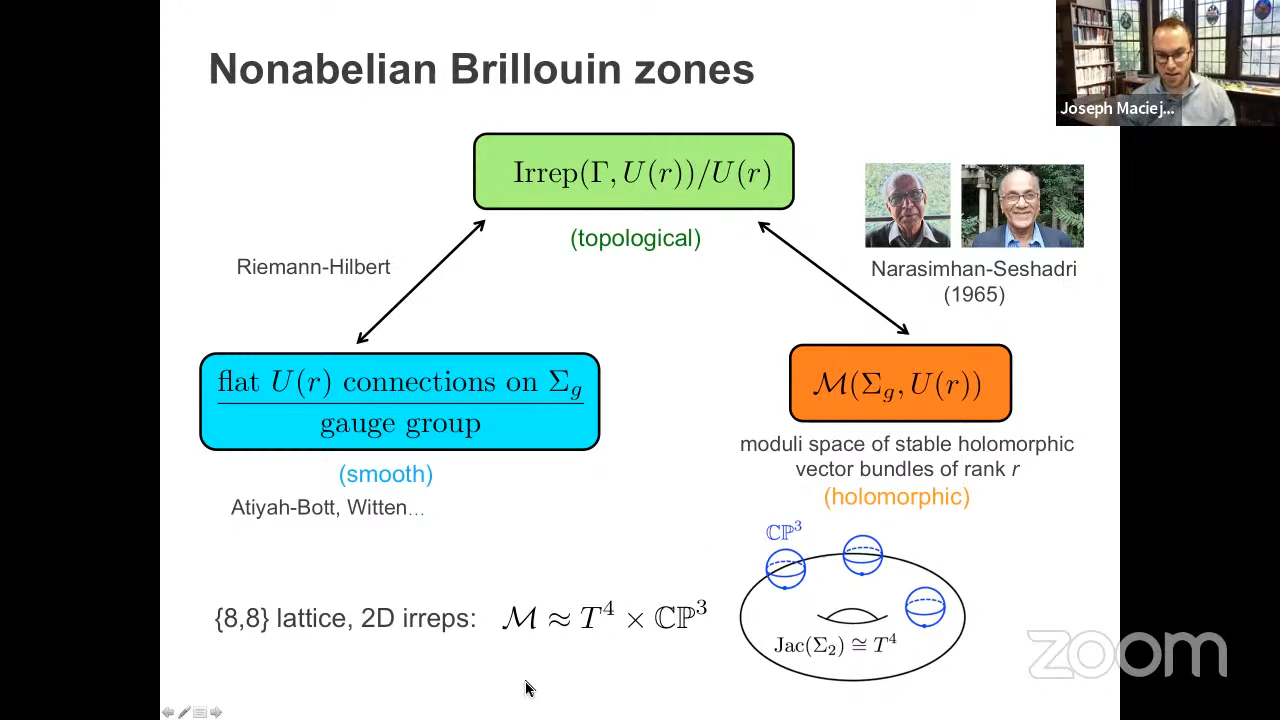 Nonabelian Brillouin zones
Joseph Maciej...
Irrep(Γ, U(r))/U(r)
(topological)
Riemann-Hilbert
Narasimhan-Seshadri
(1965)
flat U(r) connections on Σ_g
gauge group
(smooth)
Atiyah-Bott, Witten...
ℳ(Σ_g, U(r))
moduli space of stable holomorphic
vector bundles of rank r
(holomorphic)
ℂℙ³
{8,8} lattice, 2D irreps: ℳ ≈ T⁴ × ℂℙ³
Jac(Σ₂) ≅ T⁴
zoom